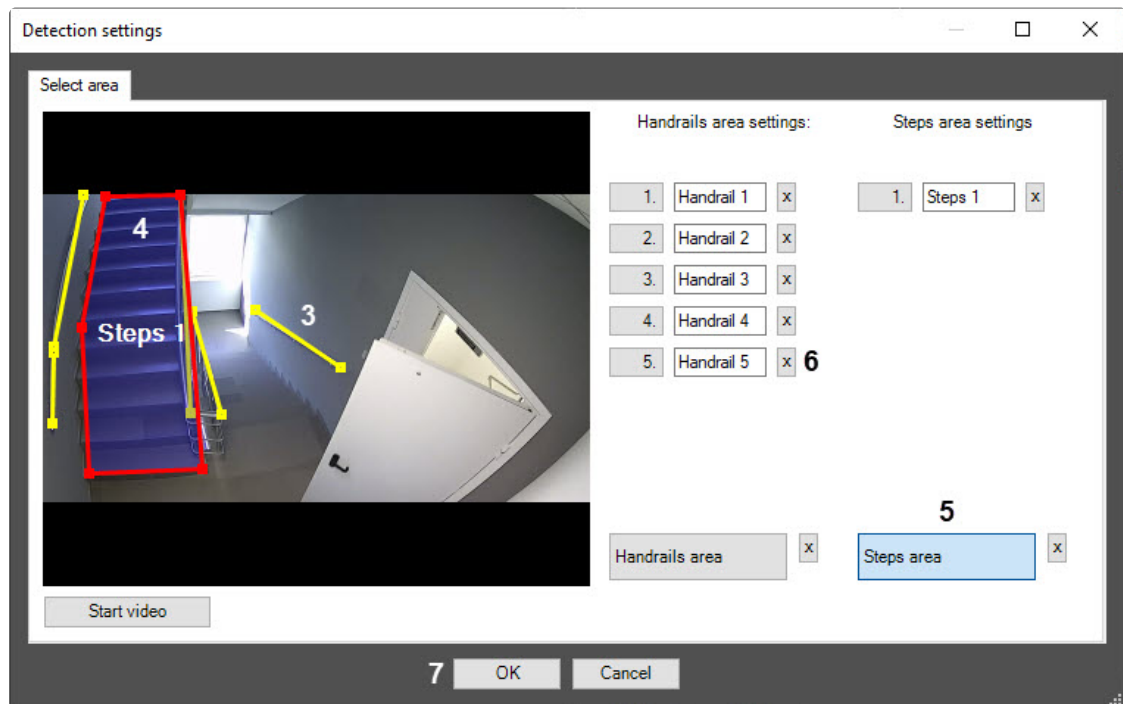 Detection settings
Select area
Handrails area settings:
Steps area settings
1. Handrail 1 x
1. Steps 1 x
2. Handrail 2 x
3. Handrail 3 x
4. Handrail 4 x
5. Handrail 5 x 6
4
3
Steps 1
5
Handrails area x
Steps area x
Start video
7 OK Cancel